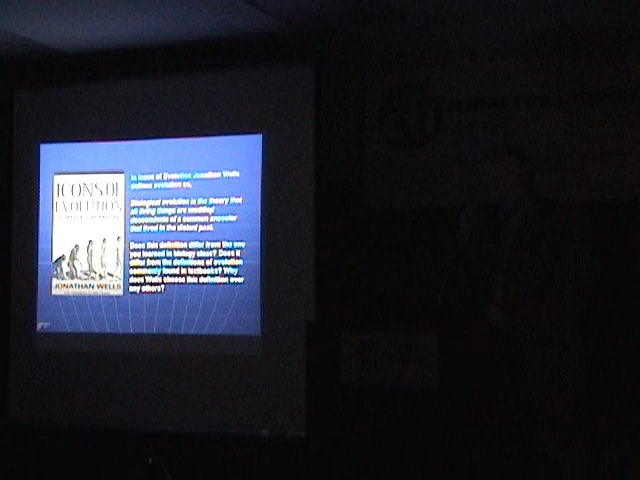 ICONS OF
EVOLUTION
JONATHAN WELLS
In Icons of Evolution Jonathan Wells
defines evolution as,
Biological evolution is the theory that
all living things are modified
descendants of a common ancestor
that lived in the distant past.
Does this definition differ from the one
you learned in biology class? Does it
differ from the definitions of evolution
commonly found in textbooks? Why
does Wells choose this definition over
any others?